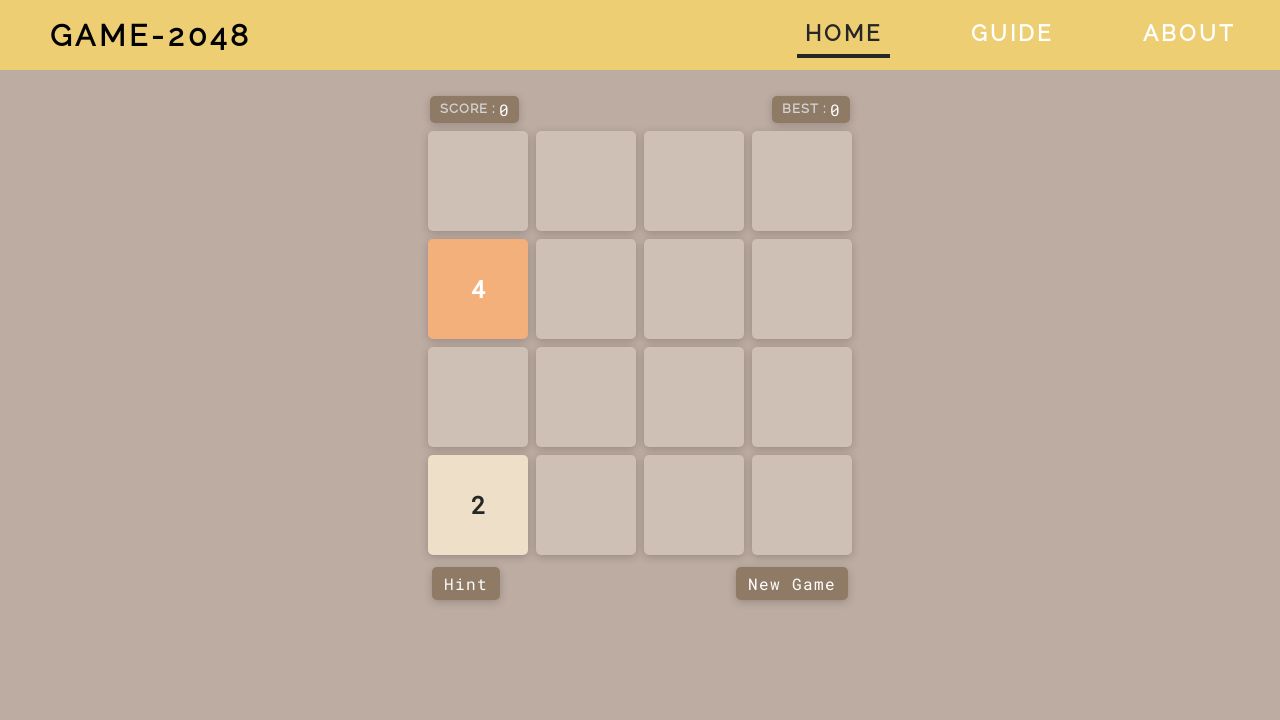 GAME-2048
HOME GUIDE ABOUT
SCORE : 0
BEST : 0
4
2
Hint
New Game